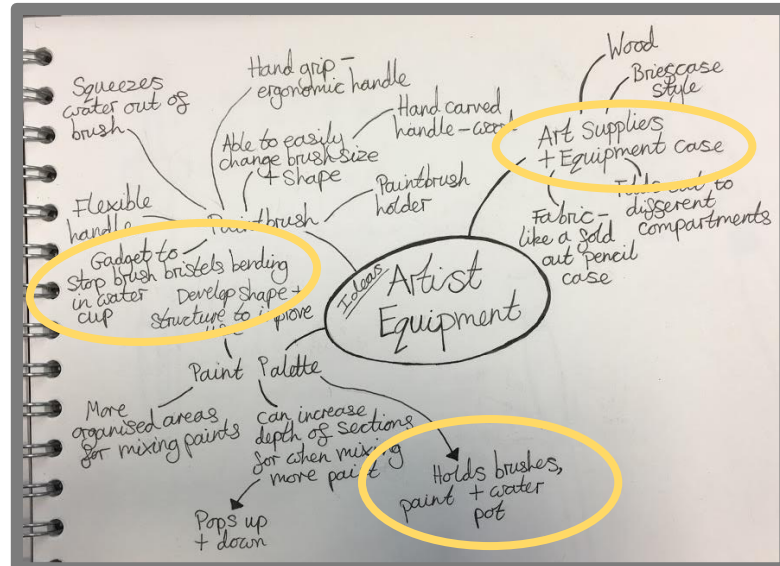 Squeezes
water out of
brush
Hand grip –
ergonomic handle
Able to easily
change brush size
+ shape
Hand carved
handle – wood
Paintbrush
holder
Flexible
handle
Paintbrush
Gadget to
stop brush bristels bending
in water
cup
Develop shape +
structure to improve
Ideas
Artist
Equipment
Wood
Briefcase
style
Art Suppliers
+ Equipment case
Fabric –
like a fold
out pencil
case
out to
different
compartments
Paint Palette
More
organised areas
for mixing paints
can increase
depth of sections
for when mixing
more paint
Pops up
+ down
Holds brushes,
paint + water
pot